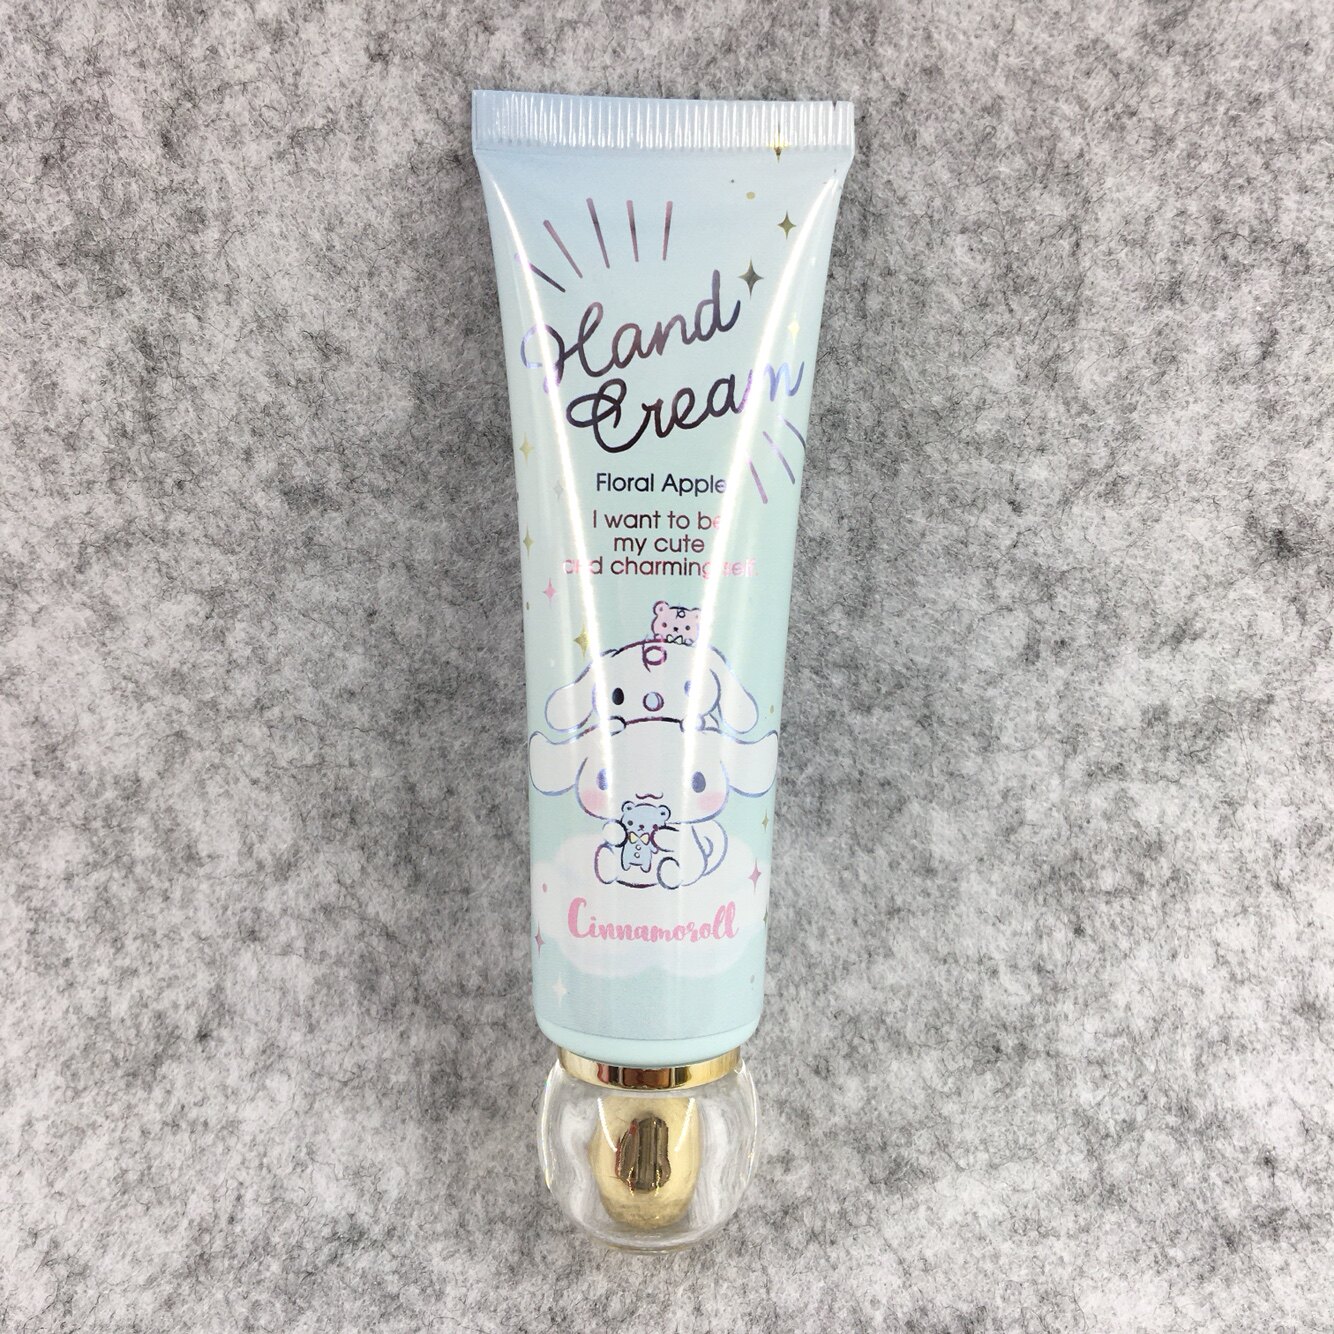 Hand
Cream
Floral Apple
I want to be
my cute
and charming self.
Cinnamoroll